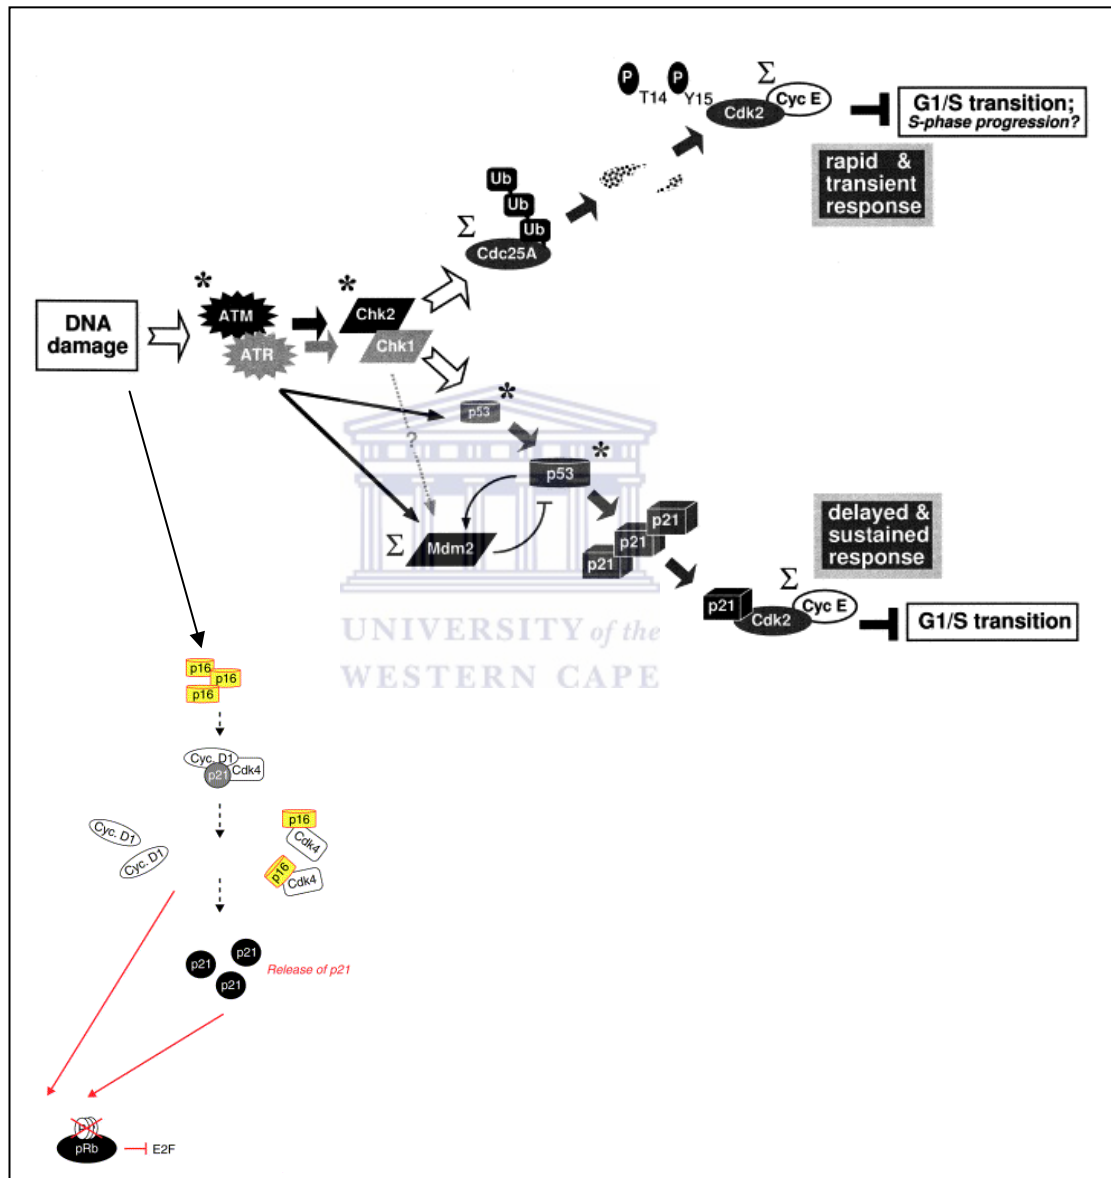 P
T14
P
Y15
Σ
Cdk2
Cyc E
G1/S transition;
S-phase progression?
rapid &
transient
response
Ub
Ub
Ub
Σ
Cdc25A
*
*
DNA
damage
ATM
ATR
Chk2
Chk1
*
p53
?
*
p53
Σ
Mdm2
p21
p21
p21
delayed &
sustained
response
p21
Cdk2
Σ
Cyc E
G1/S transition
UNIVERSITY of the
WESTERN CAPE
p16
p16
p16
Cyc. D1
p21
Cdk4
Cyc. D1
Cyc. D1
p16
Cdk4
p16
Cdk4
p21
p21
p21
Release of p21
pRb
E2F